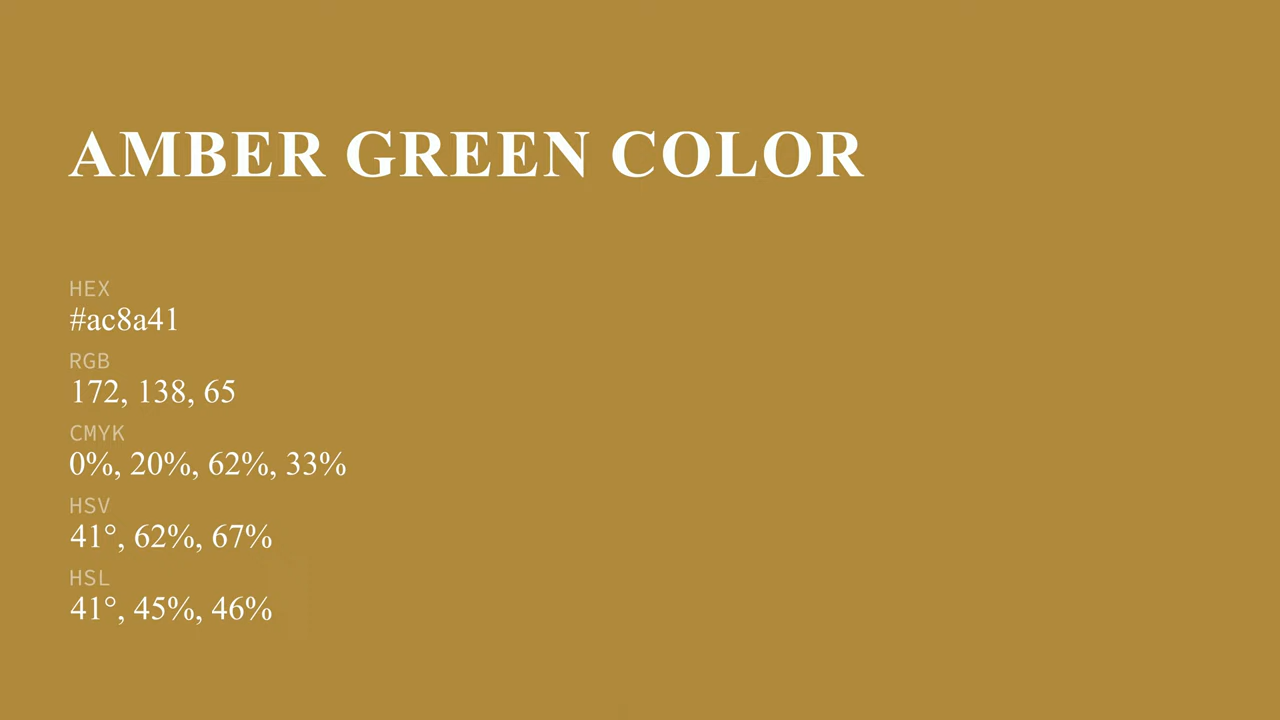 AMBER GREEN COLOR
HEX
#ac8a41
RGB
172, 138, 65
CMYK
0%, 20%, 62%, 33%
HSV
41°, 62%, 67%
HSL
41°, 45%, 46%